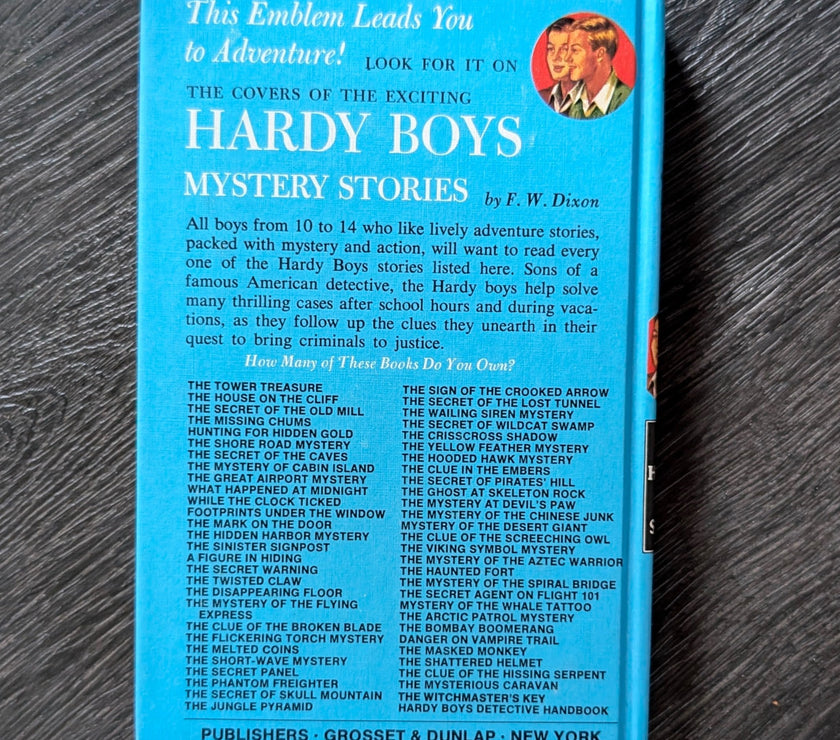 This Emblem Leads You
to Adventure! LOOK FOR IT ON
THE COVERS OF THE EXCITING
HARDY BOYS
MYSTERY STORIES by F. W. Dixon
All boys from 10 to 14 who like lively adventure stories,
packed with mystery and action, will want to read every
one of the Hardy Boys stories listed here. Sons of a
famous American detective, the Hardy boys help solve
many thrilling cases after school hours and during vaca-
tions, as they follow up the clues they unearth in their
quest to bring criminals to justice.
How Many of These Books Do You Own?
THE TOWER TREASURE
THE HOUSE ON THE CLIFF
THE SECRET OF THE OLD MILL
THE MISSING CHUMS
HUNTING FOR HIDDEN GOLD
THE SHORE ROAD MYSTERY
THE SECRET OF THE CAVES
THE MYSTERY OF CABIN ISLAND
THE GREAT AIRPORT MYSTERY
WHAT HAPPENED AT MIDNIGHT
WHILE THE CLOCK TICKED
FOOTPRINTS UNDER THE WINDOW
THE MARK ON THE DOOR
THE HIDDEN HARBOR MYSTERY
THE SINISTER SIGNPOST
A FIGURE IN HIDING
THE SECRET WARNING
THE TWISTED CLAW
THE DISAPPEARING FLOOR
THE MYSTERY OF THE FLYING
EXPRESS
THE CLUE OF THE BROKEN BLADE
THE FLICKERING TORCH MYSTERY
THE MELTED COINS
THE SHORT-WAVE MYSTERY
THE SECRET PANEL
THE PHANTOM FREIGHTER
THE SECRET OF SKULL MOUNTAIN
THE JUNGLE PYRAMID
THE SIGN OF THE CROOKED ARROW
THE SECRET OF THE LOST TUNNEL
THE WAILING SIREN MYSTERY
THE SECRET OF WILDCAT SWAMP
THE CRISSCROSS SHADOW
THE YELLOW FEATHER MYSTERY
THE HOODED HAWK MYSTERY
THE CLUE IN THE EMBERS
THE SECRET OF PIRATES' HILL
THE GHOST AT SKELETON ROCK
THE MYSTERY AT DEVIL'S PAW
THE MYSTERY OF THE CHINESE JUNK
MYSTERY OF THE DESERT GIANT
THE CLUE OF THE SCREECHING OWL
THE VIKING SYMBOL MYSTERY
THE MYSTERY OF THE AZTEC WARRIOR
THE HAUNTED FORT
THE MYSTERY OF THE SPIRAL BRIDGE
THE SECRET AGENT ON FLIGHT 101
MYSTERY OF THE WHALE TATTOO
THE ARCTIC PATROL MYSTERY
THE BOMBAY BOOMERANG
DANGER ON VAMPIRE TRAIL
THE MASKED MONKEY
THE SHATTERED HELMET
THE CLUE OF THE HISSING SERPENT
THE MYSTERIOUS CARAVAN
THE WITCHMASTER'S KEY
HARDY BOYS DETECTIVE HANDBOOK
PUBLISHERS · GROSSET & DUNLAP · NEW YORK